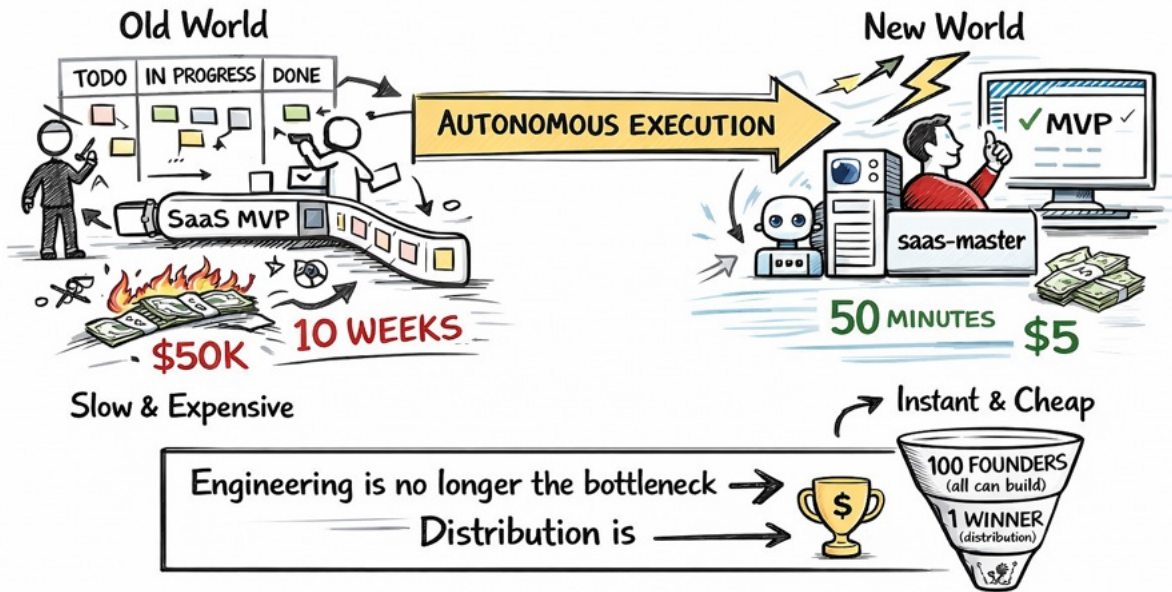 Old World
New World
TODO
IN PROGRESS
DONE
AUTONOMOUS EXECUTION
✓ MVP ✓
SaaS MVP
saas-master
$50K
10 WEEKS
50 MINUTES
$5
Slow & Expensive
Instant & Cheap
Engineering is no longer the bottleneck
Distribution is
$
100 FOUNDERS
(all can build)
1 WINNER
(distribution)